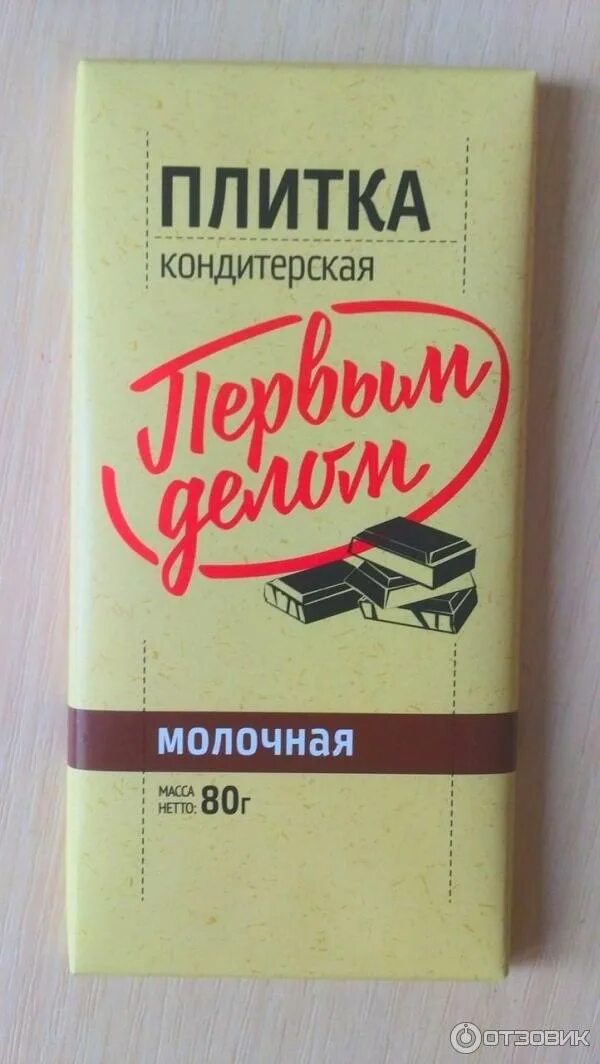 ПЛИТКА
кондитерская
Первым
делом
молочная
МАССА
НЕТТО: 80г
ОТЗОВИК